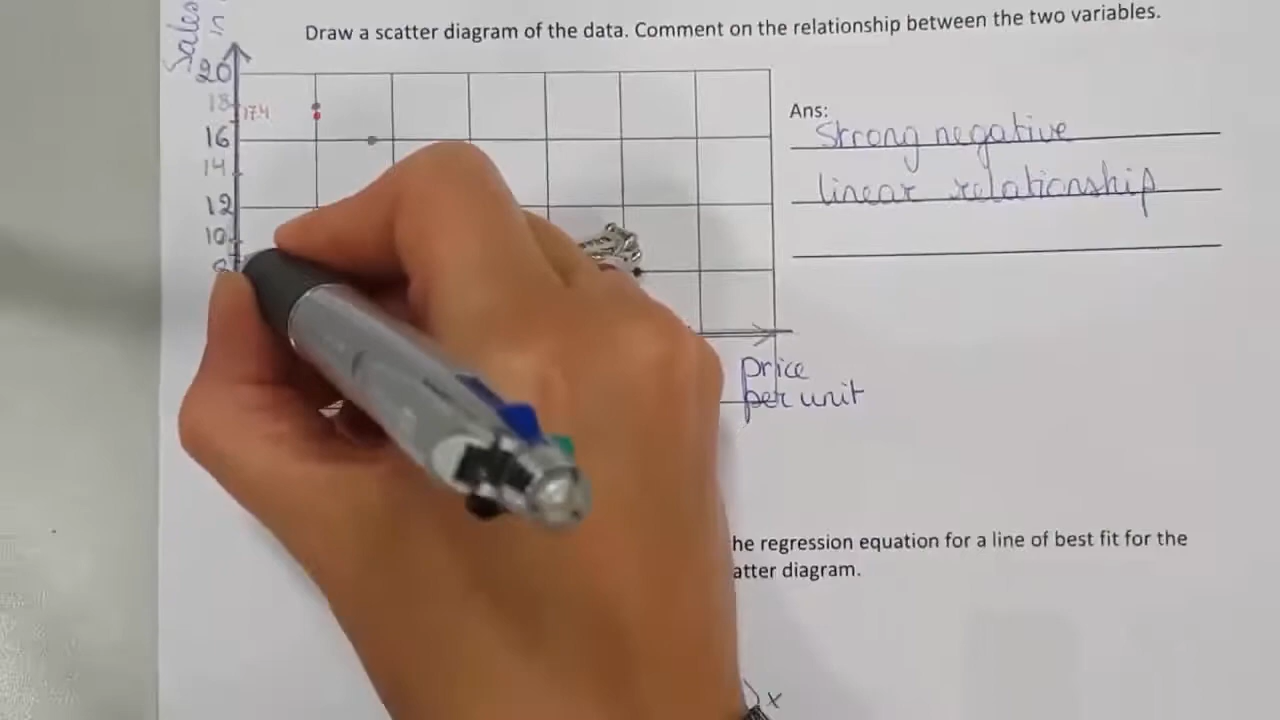 Draw a scatter diagram of the data. Comment on the relationship between the two variables.
Sales
in
20
18
17.4
16
14
12
10
8
Ans:
Strong negative
linear relationship
price
per unit
he regression equation for a line of best fit for the
atter diagram.
)x